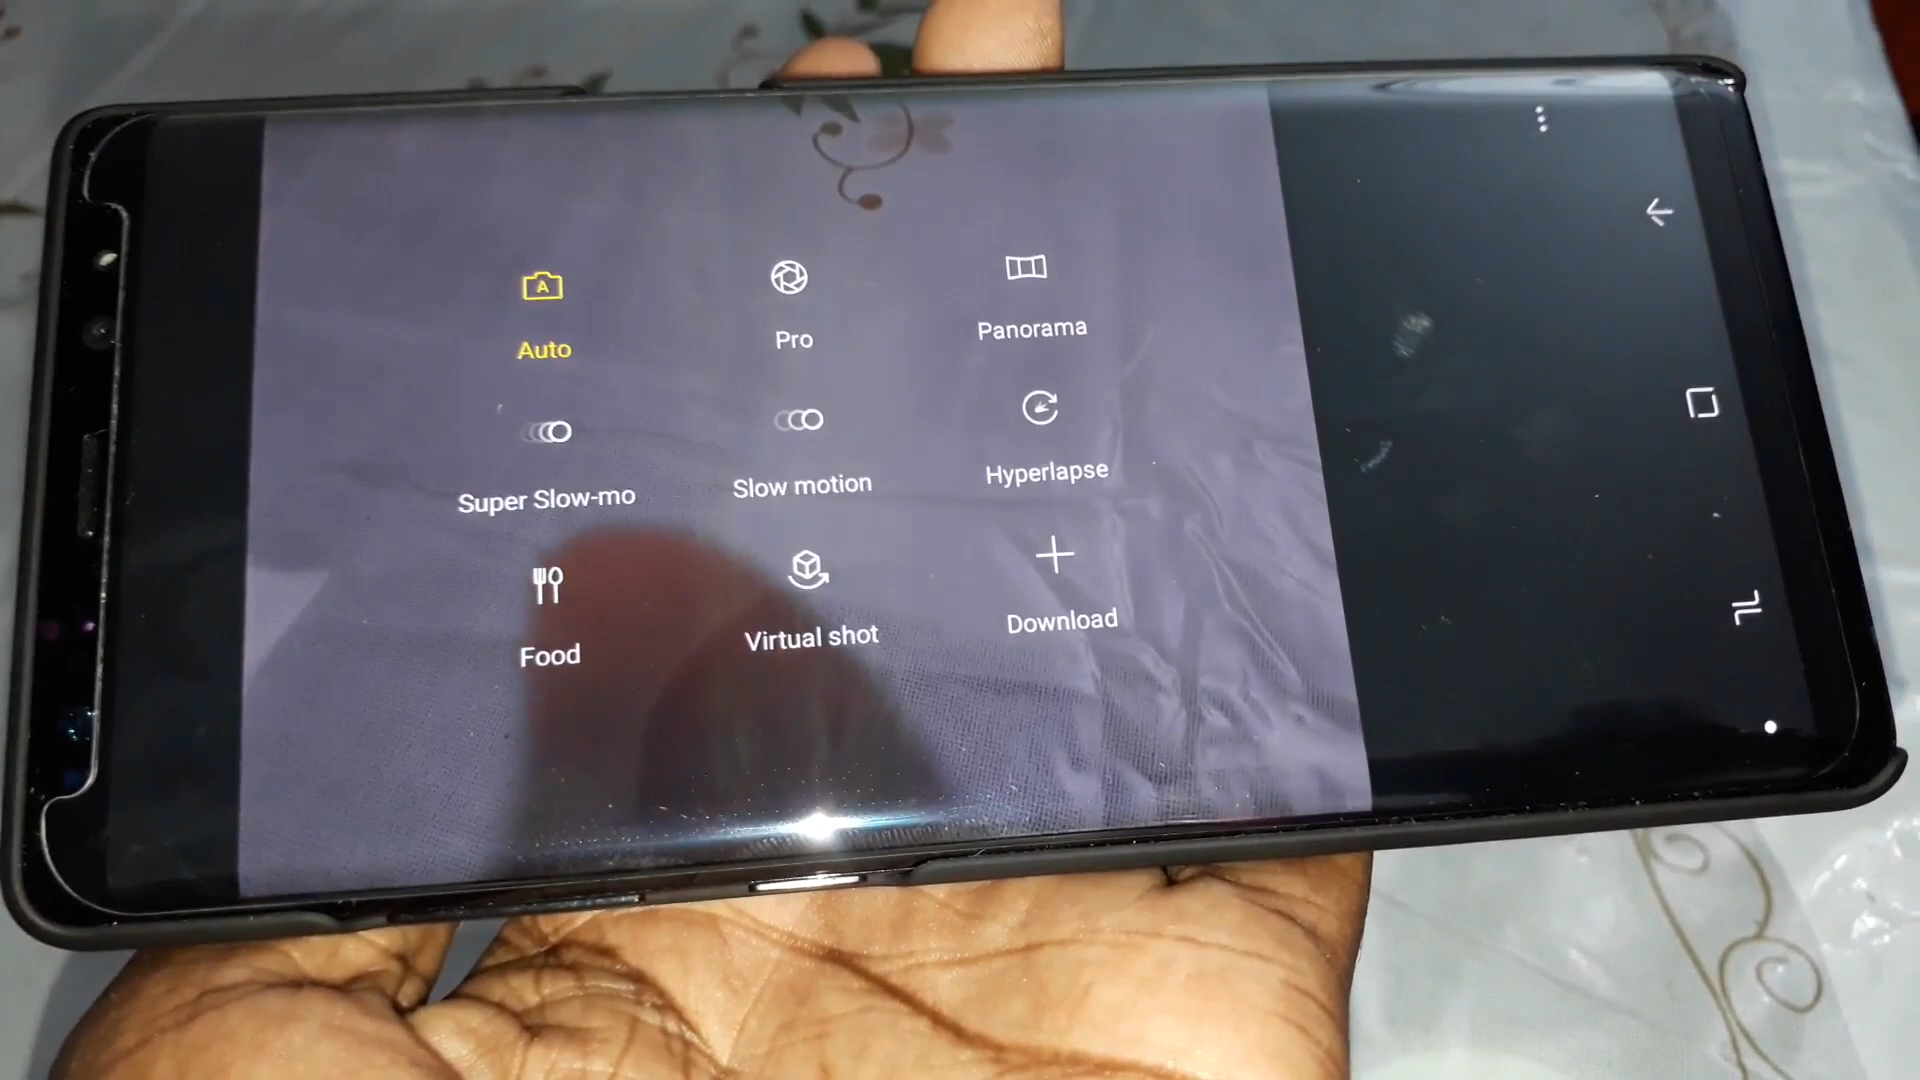 Auto
Pro
Panorama
Super Slow-mo
Slow motion
Hyperlapse
Food
Virtual shot
Download